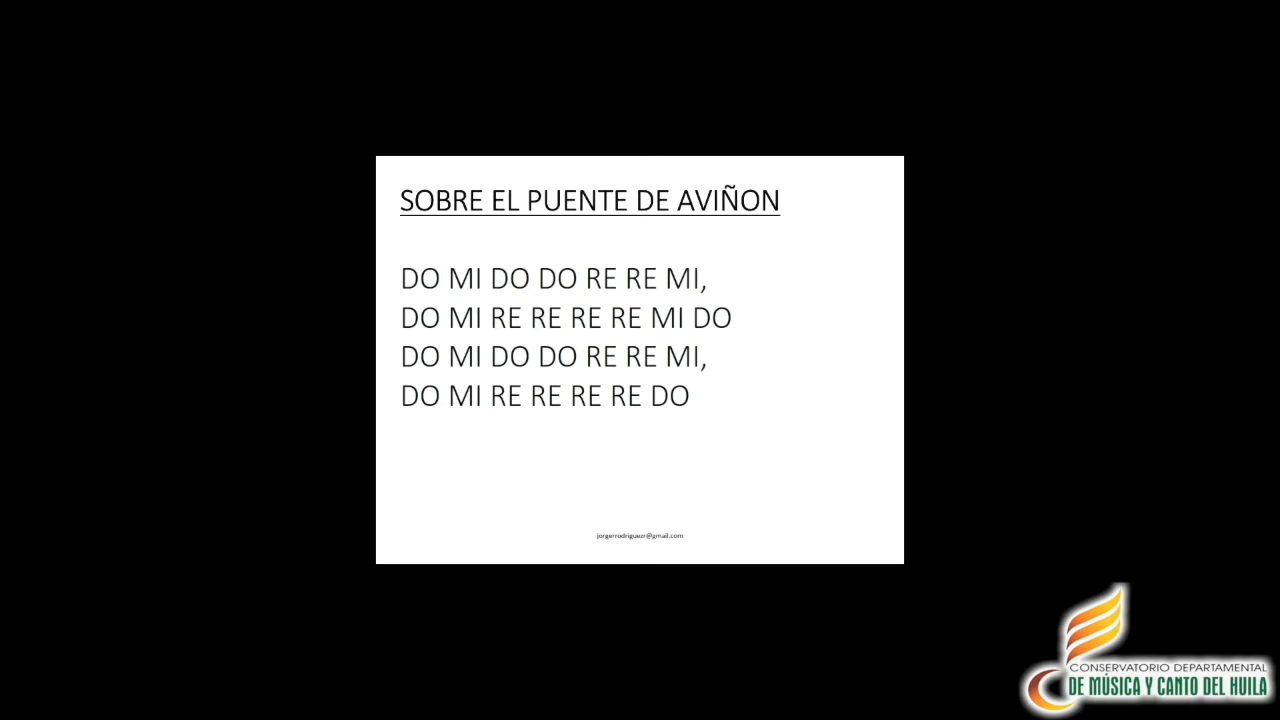 SOBRE EL PUENTE DE AVIÑON
DO MI DO DO RE RE MI,
DO MI RE RE RE RE MI DO
DO MI DO DO RE RE MI,
DO MI RE RE RE RE DO
jorgerrodriguezr@gmail.com
CONSERVATORIO DEPARTAMENTAL
DE MÚSICA Y CANTO DEL HUILA